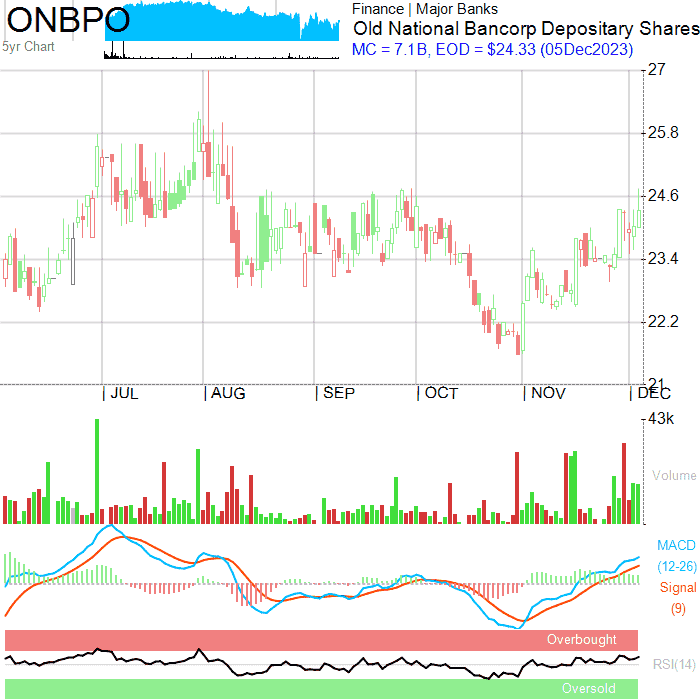 ONBPO
5yr Chart
Finance | Major Banks
Old National Bancorp Depositary Shares
MC = 7.1B, EOD = $24.33 (05Dec2023)
27
25.8
24.6
23.4
22.2
21
| JUL | AUG | SEP | OCT | NOV | DEC
43k
Volume
MACD
(12-26)
Signal
(9)
Overbought
RSI(14)
Oversold